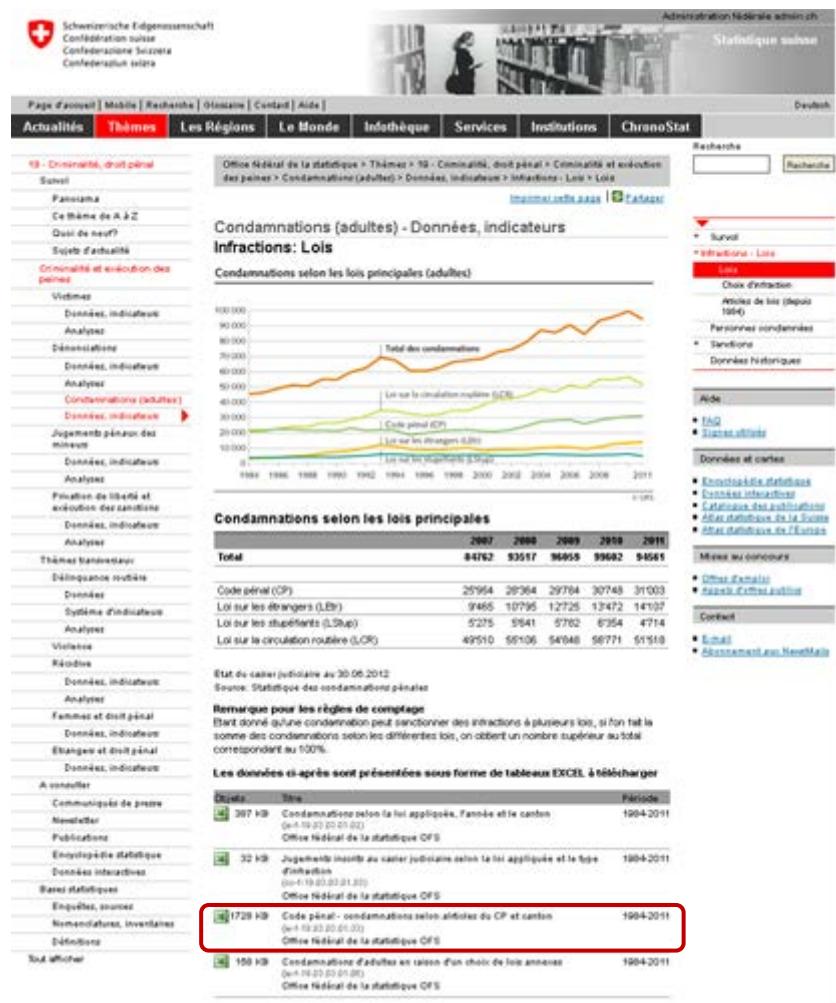 Schweizerische Eidgenossenschaft
Confédération suisse
Confederazione Svizzera
Confederaziun svizra
Administration fédérale admin.ch
Statistique suisse
Page d'accueil | Mobile | Recherche | Glossaire | Contact | Aide |
Deutsch
Actualités Thèmes Les Régions Le Monde Infothèque Services Institutions ChronoStat
19 - Criminalité, droit pénal
Survol
Panorama
Ce thème de A à Z
Quoi de neuf?
Sujets d'actualité
Criminalité et exécution des
peines
Victimes
Données, indicateurs
Analyses
Dénonciations
Données, indicateurs
Analyses
Condamnations (adultes)
Données, indicateurs
Jugements pénaux des
mineurs
Données, indicateurs
Analyses
Privation de liberté et
exécution des sanctions
Données, indicateurs
Analyses
Thèmes transversaux
Délinquance routière
Données
Système d'indicateurs
Analyses
Violence
Récidive
Données, indicateurs
Analyses
Femmes et droit pénal
Données, indicateurs
Etrangers et droit pénal
Données, indicateurs
A consulter
Communiqués de presse
Newsletter
Publications
Encyclopédie statistique
Données interactives
Bases statistiques
Enquêtes, sources
Nomenclatures, inventaires
Définitions
Tout afficher
Office fédéral de la statistique > Thèmes > 19 - Criminalité, droit pénal > Criminalité et exécution
des peines > Condamnations (adultes) > Données, indicateurs > Infractions - Lois > Lois
Imprimer cette page | Partager
Condamnations (adultes) - Données, indicateurs
Infractions: Lois
Condamnations selon les lois principales (adultes)
100 000
90 000
80 000
70 000
60 000
50 000
40 000
30 000
20 000
10 000
0
Total des condamnations
Loi sur la circulation routière (LCR)
Code pénal (CP)
Loi sur les étrangers (LEtr)
Loi sur les stupéfiants (LStup)
1984 1986 1988 1990 1992 1994 1996 1998 2000 2002 2004 2006 2008 2011
© OFS
Condamnations selon les lois principales
2007 2008 2009 2010 2011
Total 84762 93517 96059 99602 94561
Code pénal (CP) 25'954 28'364 29'784 30'748 31'003
Loi sur les étrangers (LEtr) 9'465 10'795 12'725 13'472 14'107
Loi sur les stupéfiants (LStup) 5'275 5'641 5'782 6'354 4'714
Loi sur la circulation routière (LCR) 49'510 55'106 54'848 58'771 51'518
Etat du casier judiciaire au 30.06.2012
Source: Statistique des condamnations pénales
Remarque pour les règles de comptage
Etant donné qu'une condamnation peut sanctionner des infractions à plusieurs lois, si l'on fait la
somme des condamnations selon les différentes lois, on obtient un nombre supérieur au total
correspondant au 100%.
Les données ci-après sont présentées sous forme de tableaux EXCEL à télécharger
Objets Titre Période
387 KB Condamnations selon la loi appliquée, l'année et le canton 1984-2011
Office fédéral de la statistique OFS
32 KB Jugements inscrits au casier judiciaire selon la loi appliquée et le type 1984-2011
d'infraction
Office fédéral de la statistique OFS
1729 KB Code pénal - condamnations selon articles du CP et canton 1984-2011
Office fédéral de la statistique OFS
158 KB Condamnations d'adultes en raison d'un choix de lois annexes 1984-2011
Office fédéral de la statistique OFS
Recherche
Recherche
Survol
Infractions - Lois
Lois
Choix d'infraction
Articles de lois (depuis
1984)
Personnes condamnées
Sanctions
Données historiques
Aide
FAQ
Signes utilisés
Données et cartes
Encyclopédie statistique
Données interactives
Catalogue des publications
Atlas statistique de la Suisse
Atlas statistique de l'Europe
Mises au concours
Offres d'emploi
Appels d'offres publics
Contact
E-mail
Abonnement aux NewsMails